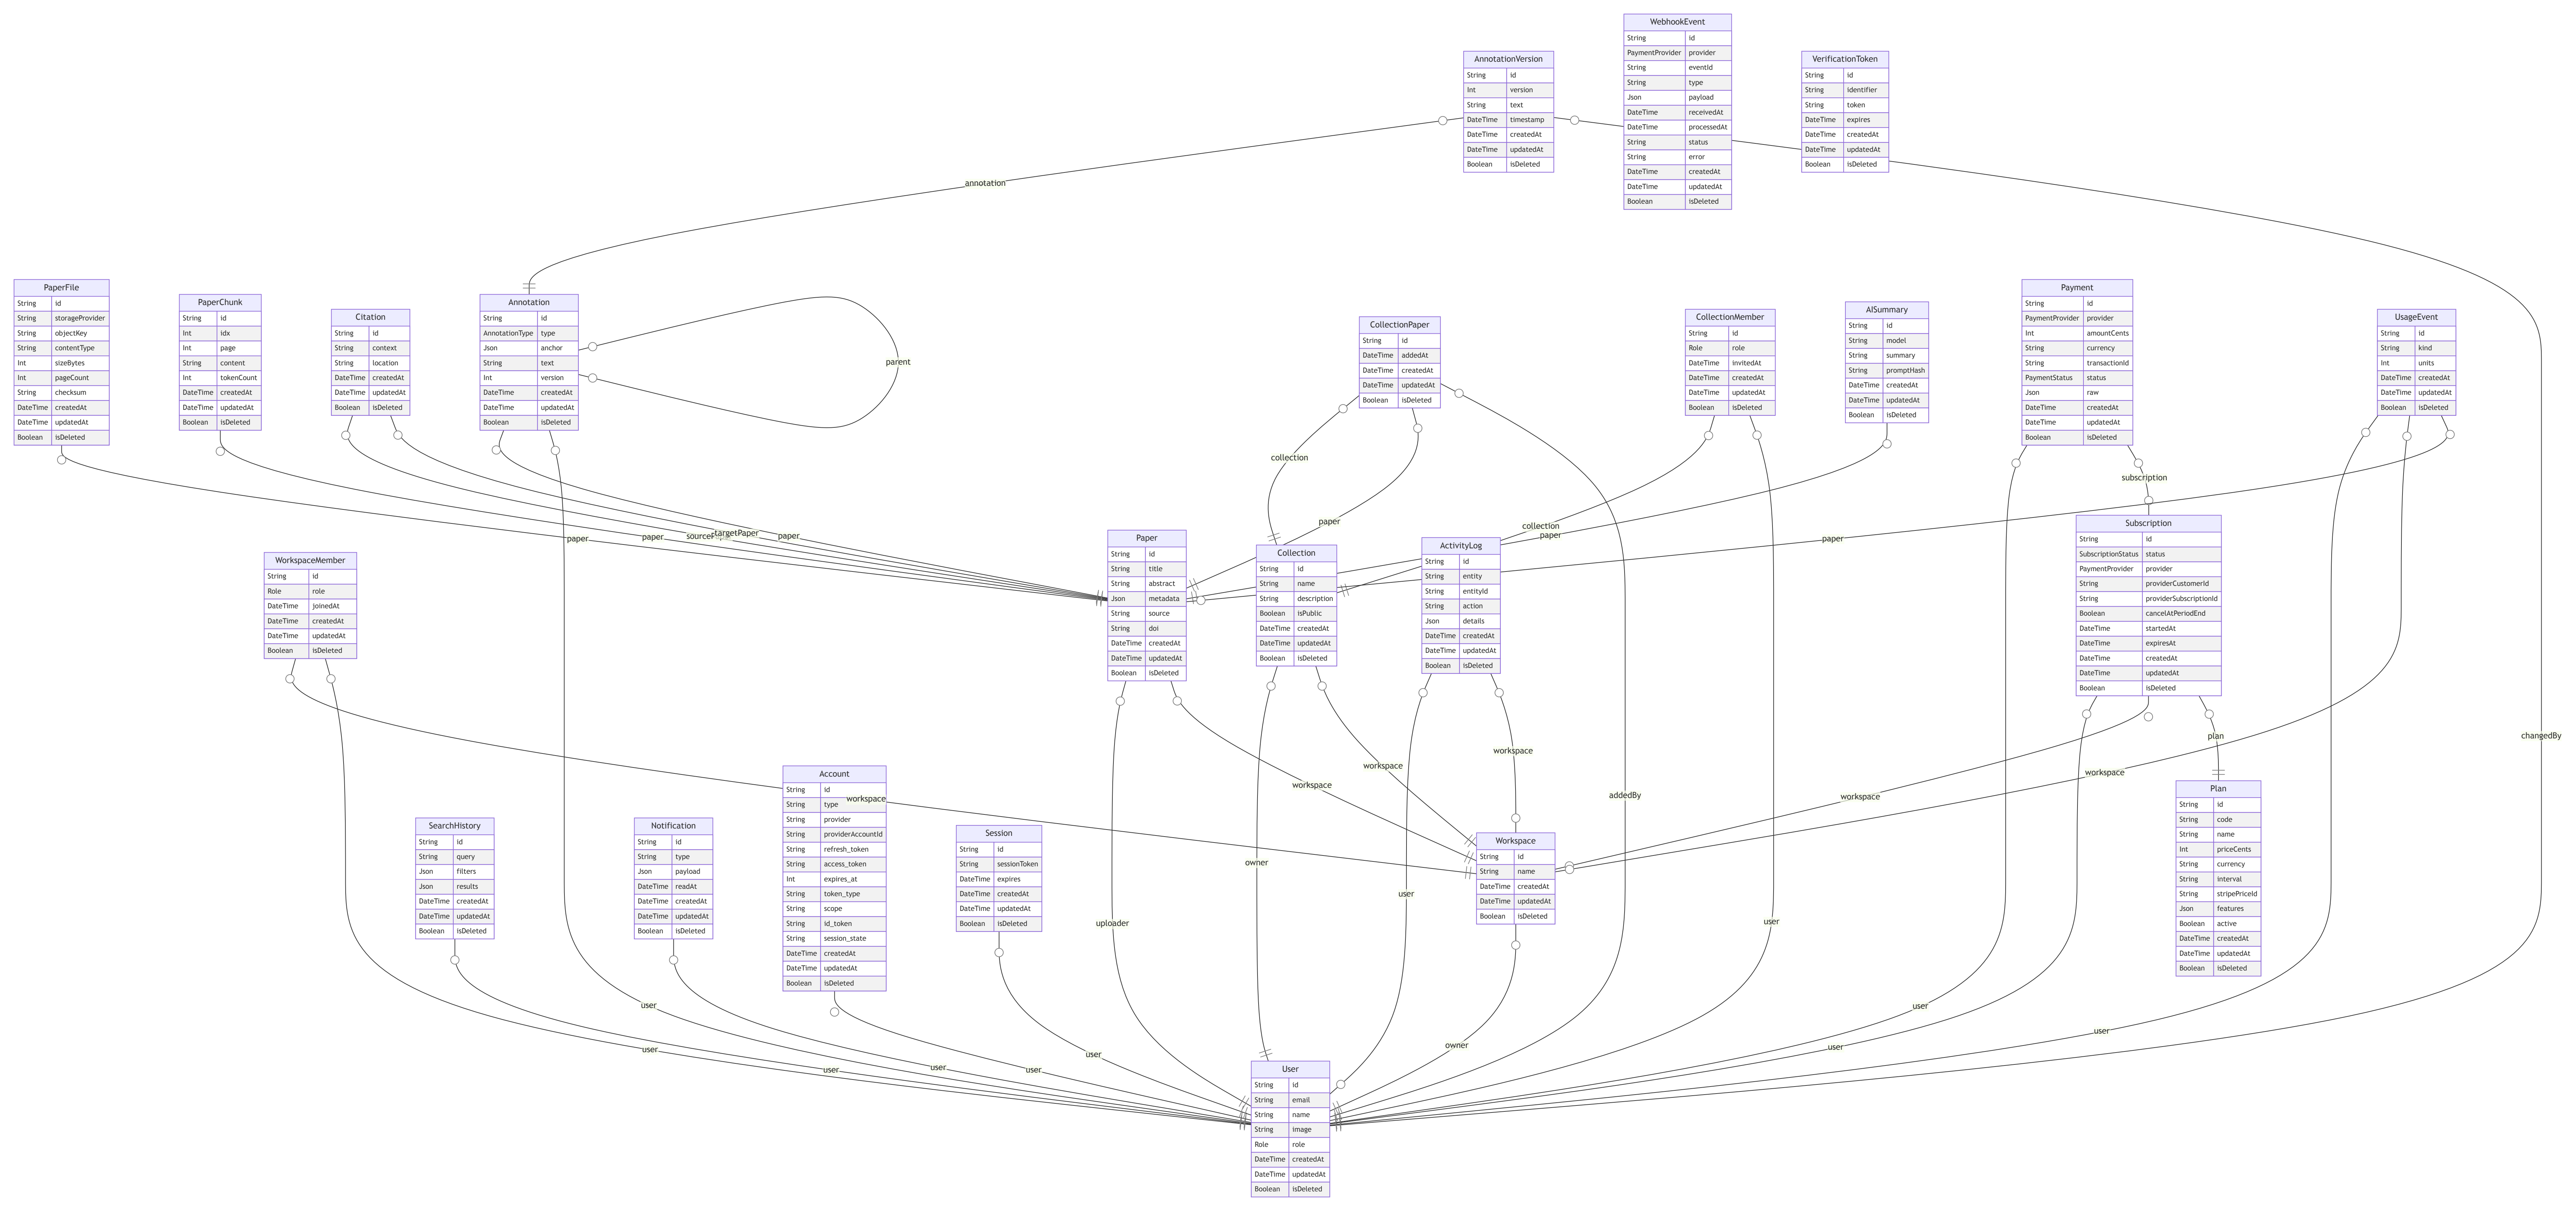 WebhookEvent
String id
PaymentProvider provider
String eventId
String type
Json payload
DateTime receivedAt
DateTime processedAt
String status
String error
DateTime createdAt
DateTime updatedAt
Boolean isDeleted
AnnotationVersion
String id
Int version
String text
DateTime timestamp
DateTime createdAt
DateTime updatedAt
Boolean isDeleted
VerificationToken
String id
String identifier
String token
DateTime expires
DateTime createdAt
DateTime updatedAt
Boolean isDeleted
annotation
PaperFile
String id
String storageProvider
String objectKey
String contentType
Int sizeBytes
Int pageCount
String checksum
DateTime createdAt
DateTime updatedAt
Boolean isDeleted
PaperChunk
String id
Int idx
Int page
String content
Int tokenCount
DateTime createdAt
DateTime updatedAt
Boolean isDeleted
Citation
String id
String context
String location
DateTime createdAt
DateTime updatedAt
Boolean isDeleted
Annotation
String id
AnnotationType type
Json anchor
String text
Int version
DateTime createdAt
DateTime updatedAt
Boolean isDeleted
parent
CollectionPaper
String id
DateTime addedAt
DateTime createdAt
DateTime updatedAt
Boolean isDeleted
CollectionMember
String id
Role role
DateTime invitedAt
DateTime createdAt
DateTime updatedAt
Boolean isDeleted
AISummary
String id
String model
String summary
String promptHash
DateTime createdAt
DateTime updatedAt
Boolean isDeleted
Payment
String id
PaymentProvider provider
Int amountCents
String currency
String transactionId
PaymentStatus status
Json raw
DateTime createdAt
DateTime updatedAt
Boolean isDeleted
UsageEvent
String id
String kind
Int units
DateTime createdAt
DateTime updatedAt
Boolean isDeleted
collection
subscription
paper
paper
targetPaper
paper
paper
collection
paper
paper
WorkspaceMember
String id
Role role
DateTime joinedAt
DateTime createdAt
DateTime updatedAt
Boolean isDeleted
Paper
String id
String title
String abstract
Json metadata
String source
String doi
DateTime createdAt
DateTime updatedAt
Boolean isDeleted
Collection
String id
String name
String description
Boolean isPublic
DateTime createdAt
DateTime updatedAt
Boolean isDeleted
ActivityLog
String id
String entity
String entityId
String action
Json details
DateTime createdAt
DateTime updatedAt
Boolean isDeleted
Subscription
String id
SubscriptionStatus status
PaymentProvider provider
String providerCustomerId
String providerSubscriptionId
Boolean cancelAtPeriodEnd
DateTime startedAt
DateTime expiresAt
DateTime createdAt
DateTime updatedAt
Boolean isDeleted
plan
changedBy
workspace
workspace
workspace
workspace
workspace
workspace
addedBy
SearchHistory
String id
String query
Json filters
Json results
DateTime createdAt
DateTime updatedAt
Boolean isDeleted
Notification
String id
String type
Json payload
DateTime readAt
DateTime createdAt
DateTime updatedAt
Boolean isDeleted
Account
String id
String type
String provider
String providerAccountId
String refresh_token
String access_token
Int expires_at
String token_type
String scope
String id_token
String session_state
DateTime createdAt
DateTime updatedAt
Boolean isDeleted
Session
String id
String sessionToken
DateTime expires
DateTime createdAt
DateTime updatedAt
Boolean isDeleted
Workspace
String id
String name
DateTime createdAt
DateTime updatedAt
Boolean isDeleted
Plan
String id
String code
String name
Int priceCents
String currency
String interval
String stripePriceId
Json features
Boolean active
DateTime createdAt
DateTime updatedAt
Boolean isDeleted
owner
user
uploader
user
user
user
user
user
user
user
user
user
owner
user
user
User
String id
String email
String name
String image
Role role
DateTime createdAt
DateTime updatedAt
Boolean isDeleted